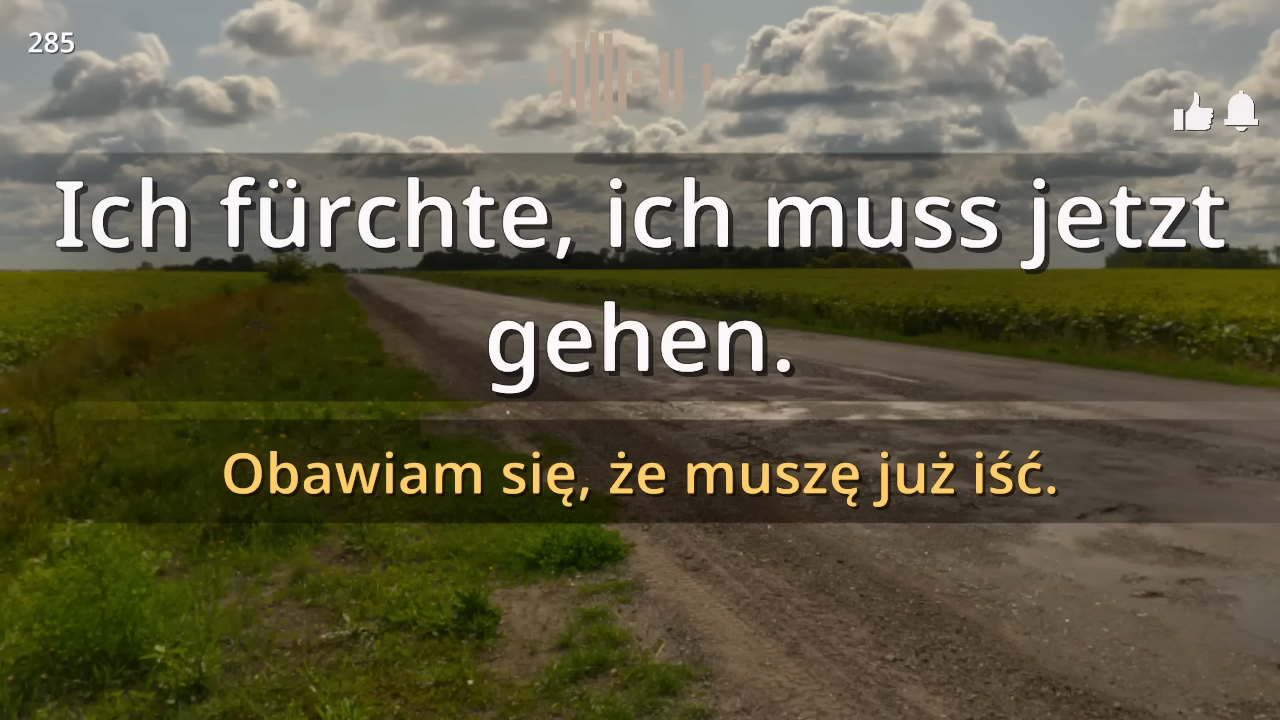 285
Ich fürchte, ich muss jetzt
gehen.
Obawiam się, że muszę już iść.